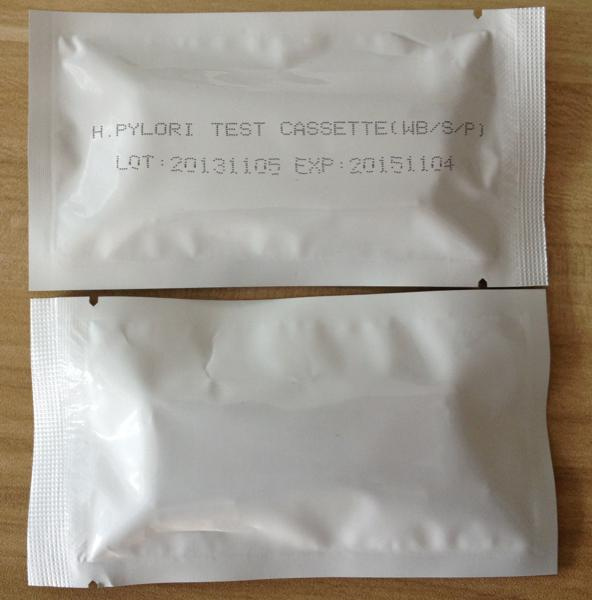 H.PYLORI TEST CASSETTE(WB/S/P)
LOT:20131105 EXP:20151104